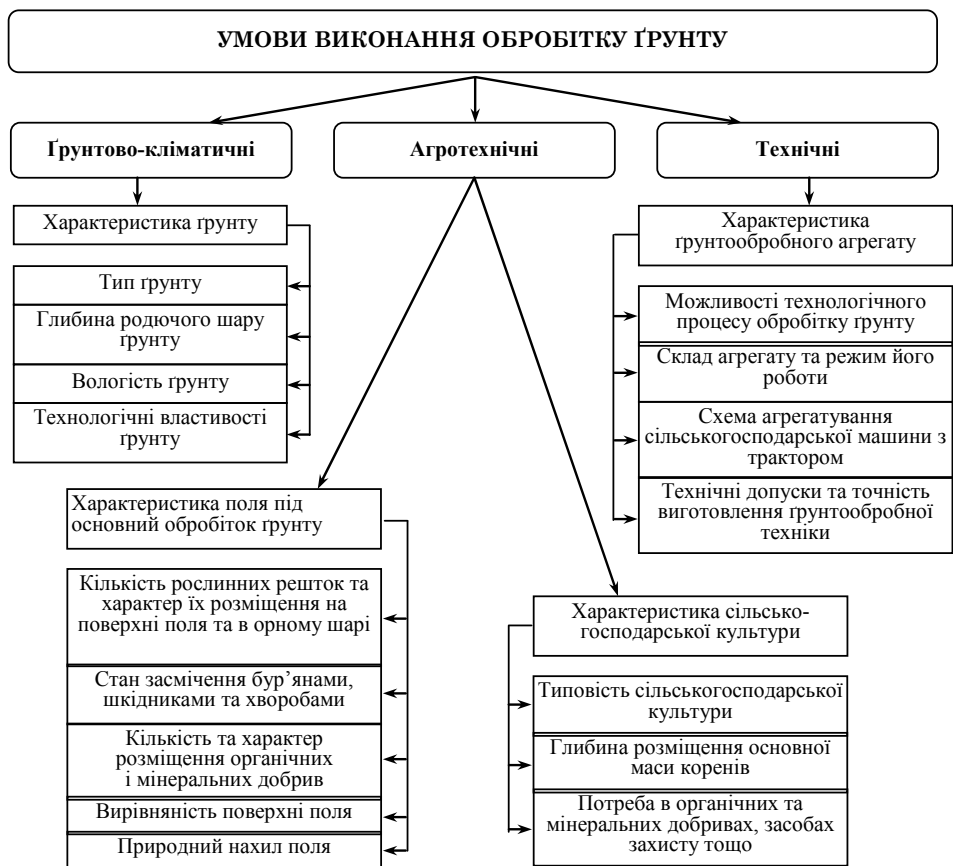 УМОВИ ВИКОНАННЯ ОБРОБІТКУ ҐРУНТУ
Ґрунтово-кліматичні
Агротехнічні
Технічні
Характеристика ґрунту
Тип ґрунту
Глибина родючого шару
ґрунту
Вологість ґрунту
Технологічні властивості
ґрунту
Характеристика
ґрунтообробного агрегату
Можливості технологічного
процесу обробітку ґрунту
Склад агрегату та режим його
роботи
Схема агрегатування
сільськогосподарської машини з
трактором
Технічні допуски та точність
виготовлення ґрунтообробної
техніки
Характеристика поля під
основний обробіток ґрунту
Кількість рослинних решток та
характер їх розміщення на
поверхні поля та в орному шарі
Стан засмічення бур’янами,
шкідниками та хворобами
Кількість та характер
розміщення органічних
і мінеральних добрив
Вирівняність поверхні поля
Природний нахил поля
Характеристика сільсько-
господарської культури
Типовість сільськогосподарської
культури
Глибина розміщення основної
маси коренів
Потреба в органічних та
мінеральних добривах, засобах
захисту тощо